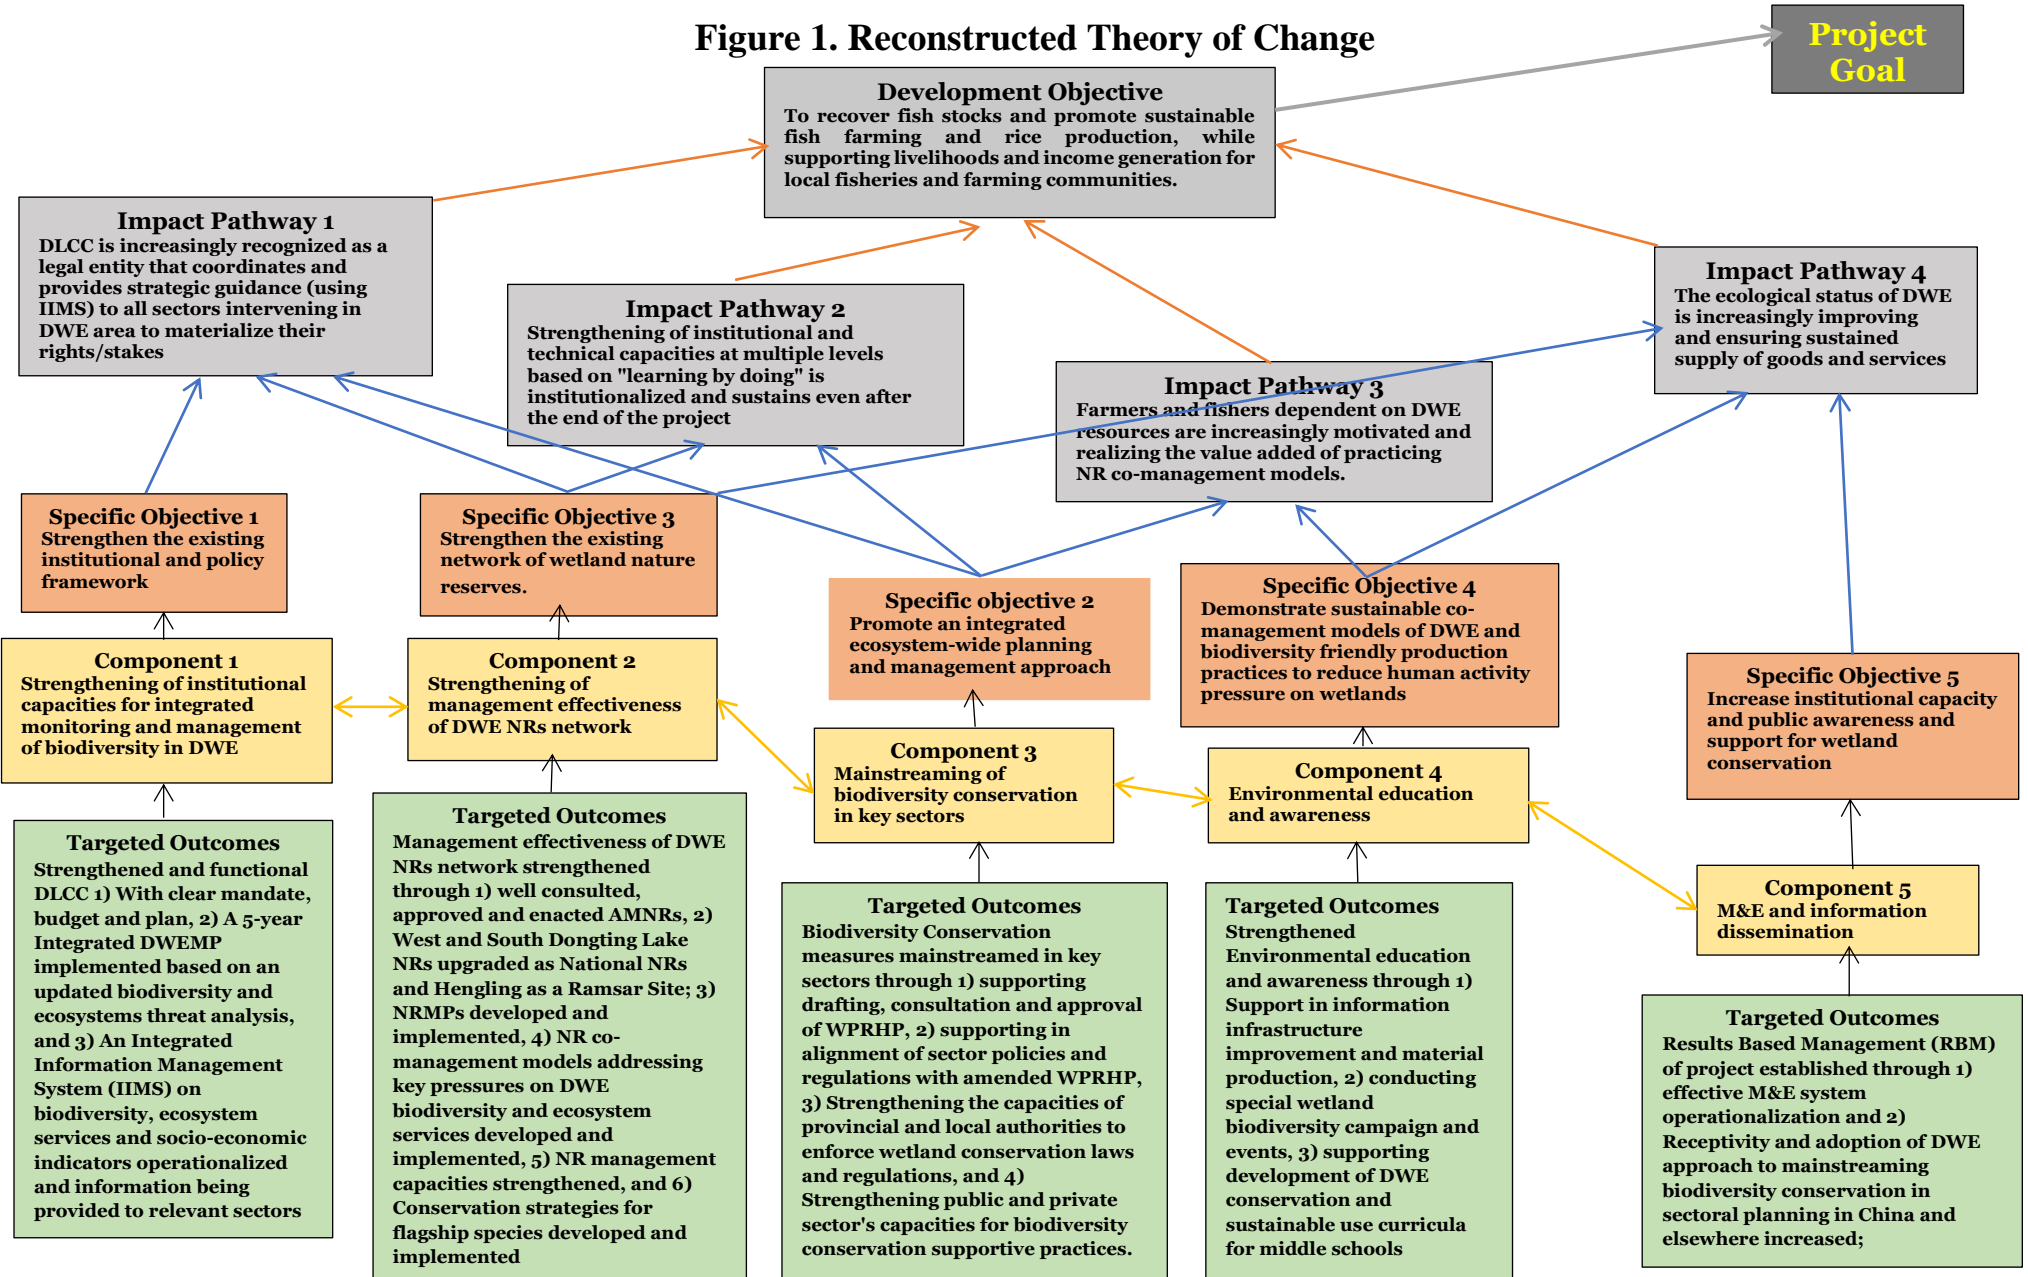 Figure 1. Reconstructed Theory of Change
Project
Goal
Development Objective
To recover fish stocks and promote sustainable
fish farming and rice production, while
supporting livelihoods and income generation for
local fisheries and farming communities.
Impact Pathway 1
DLCC is increasingly recognized as a
legal entity that coordinates and
provides strategic guidance (using
IIMS) to all sectors intervening in
DWE area to materialize their
rights/stakes
Impact Pathway 2
Strengthening of institutional and
technical capacities at multiple levels
based on "learning by doing" is
institutionalized and sustains even after
the end of the project
Impact Pathway 3
Farmers and fishers dependent on DWE
resources are increasingly motivated and
realizing the value added of practicing
NR co-management models.
Impact Pathway 4
The ecological status of DWE
is increasingly improving
and ensuring sustained
supply of goods and services
Specific Objective 1
Strengthen the existing
institutional and policy
framework
Specific Objective 3
Strengthen the existing
network of wetland nature
reserves.
Specific objective 2
Promote an integrated
ecosystem-wide planning
and management approach
Specific Objective 4
Demonstrate sustainable co-
management models of DWE and
biodiversity friendly production
practices to reduce human activity
pressure on wetlands
Specific Objective 5
Increase institutional capacity
and public awareness and
support for wetland
conservation
Component 1
Strengthening of institutional
capacities for integrated
monitoring and management
of biodiversity in DWE
Component 2
Strengthening of
management effectiveness
of DWE NRs network
Component 3
Mainstreaming of
biodiversity conservation
in key sectors
Component 4
Environmental education
and awareness
Component 5
M&E and information
dissemination
Targeted Outcomes
Strengthened and functional
DLCC 1) With clear mandate,
budget and plan, 2) A 5-year
Integrated DWEMP
implemented based on an
updated biodiversity and
ecosystems threat analysis,
and 3) An Integrated
Information Management
System (IIMS) on
biodiversity, ecosystem
services and socio-economic
indicators operationalized
and information being
provided to relevant sectors
Targeted Outcomes
Management effectiveness of DWE
NRs network strengthened
through 1) well consulted,
approved and enacted AMNRs, 2)
West and South Dongting Lake
NRs upgraded as National NRs
and Hengling as a Ramsar Site; 3)
NRMPs developed and
implemented, 4) NR co-
management models addressing
key pressures on DWE
biodiversity and ecosystem
services developed and
implemented, 5) NR management
capacities strengthened, and 6)
Conservation strategies for
flagship species developed and
implemented
Targeted Outcomes
Biodiversity Conservation
measures mainstreamed in key
sectors through 1) supporting
drafting, consultation and approval
of WPRHP, 2) supporting in
alignment of sector policies and
regulations with amended WPRHP,
3) Strengthening the capacities of
provincial and local authorities to
enforce wetland conservation laws
and regulations, and 4)
Strengthening public and private
sector's capacities for biodiversity
conservation supportive practices.
Targeted Outcomes
Strengthened
Environmental education
and awareness through 1)
Support in information
infrastructure
improvement and material
production, 2) conducting
special wetland
biodiversity campaign and
events, 3) supporting
development of DWE
conservation and
sustainable use curricula
for middle schools
Targeted Outcomes
Results Based Management (RBM)
of project established through 1)
effective M&E system
operationalization and 2)
Receptivity and adoption of DWE
approach to mainstreaming
biodiversity conservation in
sectoral planning in China and
elsewhere increased;